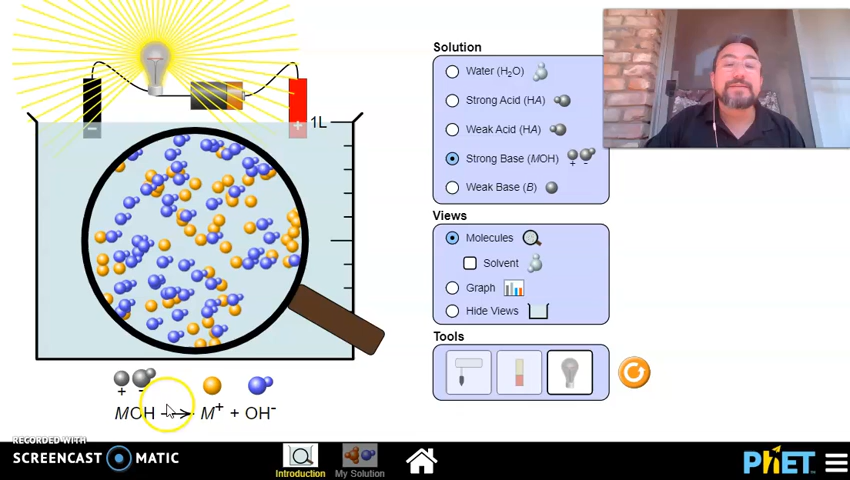 1L
−
+
+ -
MOH → M⁺ + OH⁻
Solution
Water (H₂O)
Strong Acid (HA)
Weak Acid (HA)
Strong Base (MOH)
+ -
Weak Base (B)
Views
Molecules
Solvent
Graph
Hide Views
Tools
RECORDED WITH
SCREENCAST MATIC
Introduction
My Solution
PhET